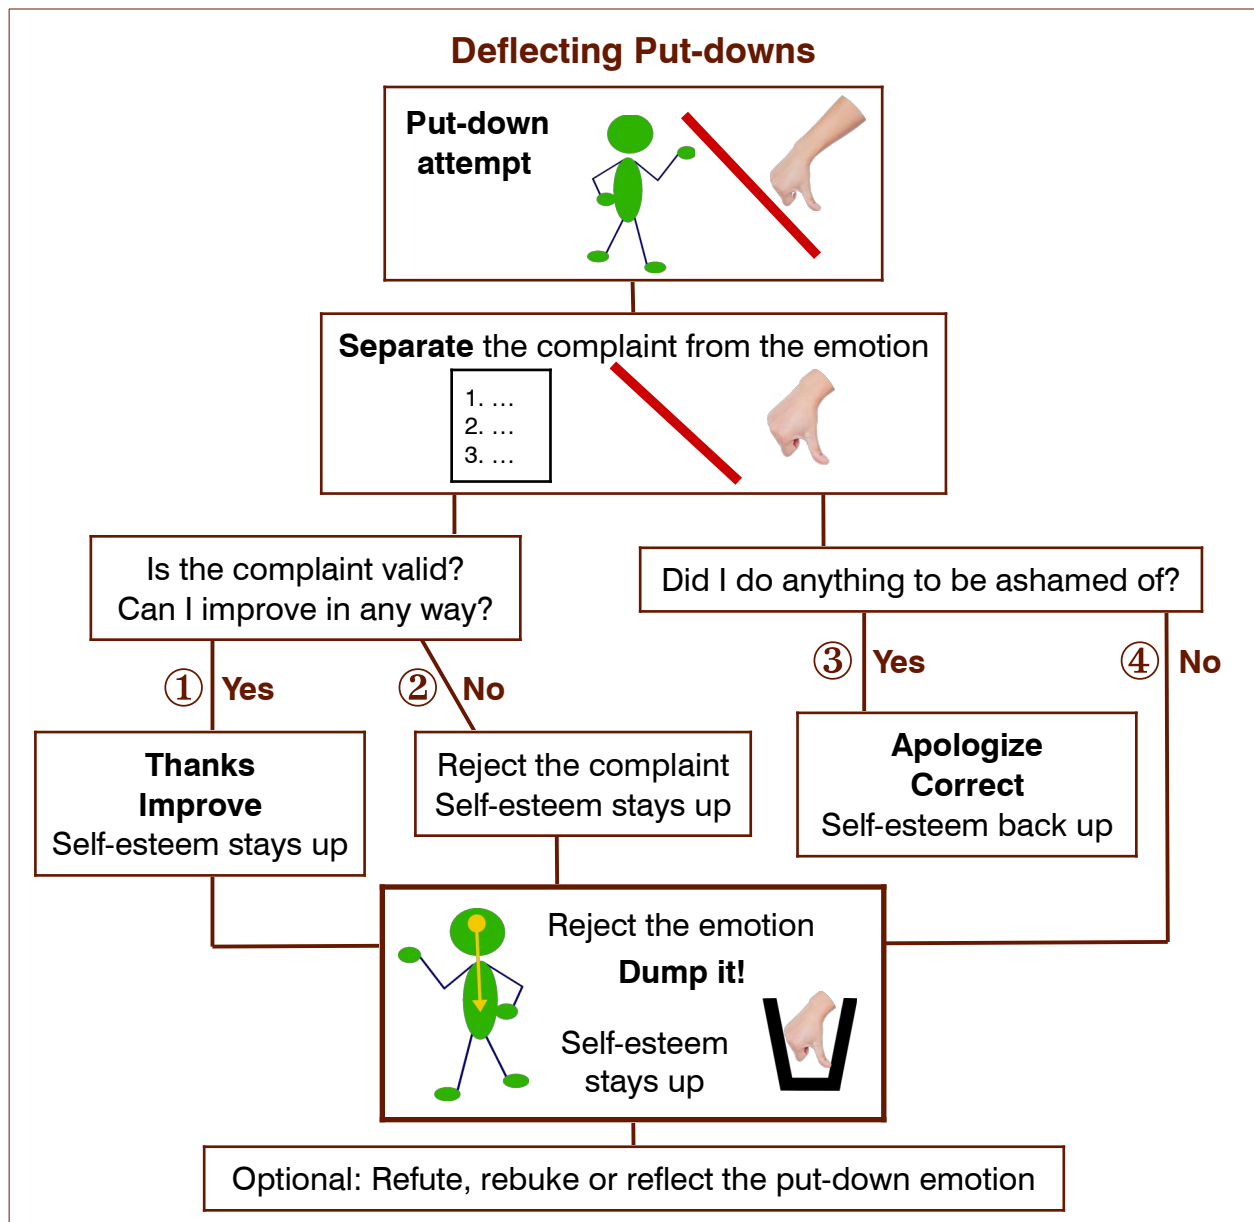 Deflecting Put-downs
Put-down
attempt
Separate the complaint from the emotion
1. …
2. …
3. …
Is the complaint valid?
Can I improve in any way?
Did I do anything to be ashamed of?
① Yes
② No
③ Yes
④ No
Thanks
Improve
Self-esteem stays up
Reject the complaint
Self-esteem stays up
Apologize
Correct
Self-esteem back up
Reject the emotion
Dump it!
Self-esteem
stays up
Optional: Refute, rebuke or reflect the put-down emotion